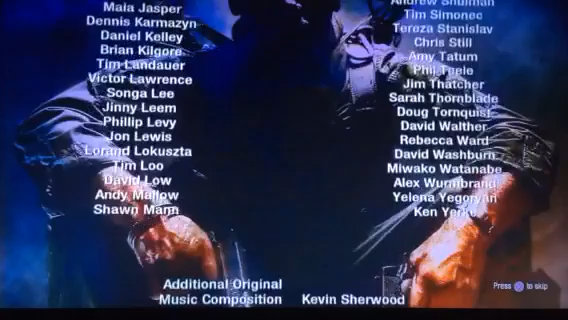 Maia Jasper
Dennis Karmazyn
Daniel Kelley
Brian Kilgore
Tim Landauer
Victor Lawrence
Songa Lee
Jinny Leem
Phillip Levy
Jon Lewis
Lorand Lokuszta
Tim Loo
David Low
Andy Mallow
Shawn Mann
Andrew Shulman
Tim Simonec
Tereza Stanislav
Chris Still
Amy Tatum
Phil Teele
Jim Thatcher
Sarah Thornblade
Doug Tornquist
David Walther
Rebecca Ward
David Washburn
Miwako Watanabe
Alex Wurmbrand
Yelena Yegoryan
Ken Yerke
Additional Original
Music Composition Kevin Sherwood
Press to skip